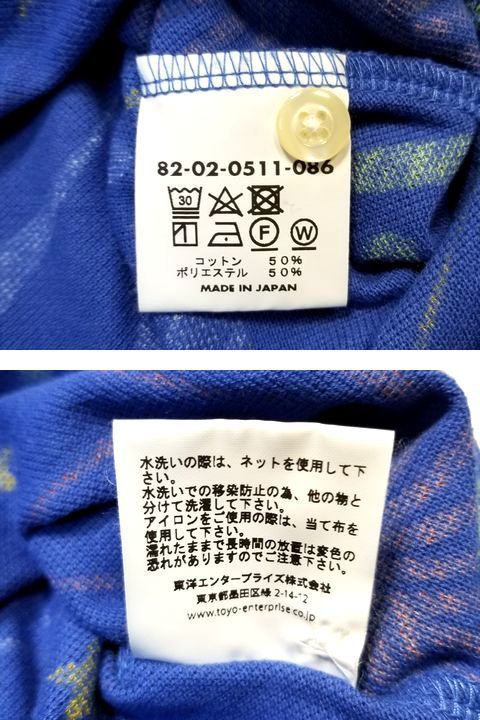 82-02-0511-086
30
F W
コットン 50%
ポリエステル 50%
MADE IN JAPAN
水洗いの際は、ネットを使用して下
さい。
水洗いでの移染防止の為、他の物と
分けて洗濯して下さい。
アイロンをご使用の際は、当て布を
使用して下さい。
濡れたままで長時間の放置は変色の
恐れがありますのでご注意下さい。
東洋エンタープライズ株式会社
東京都墨田区緑 2-14-12
www.toyo-enterprise.co.jp